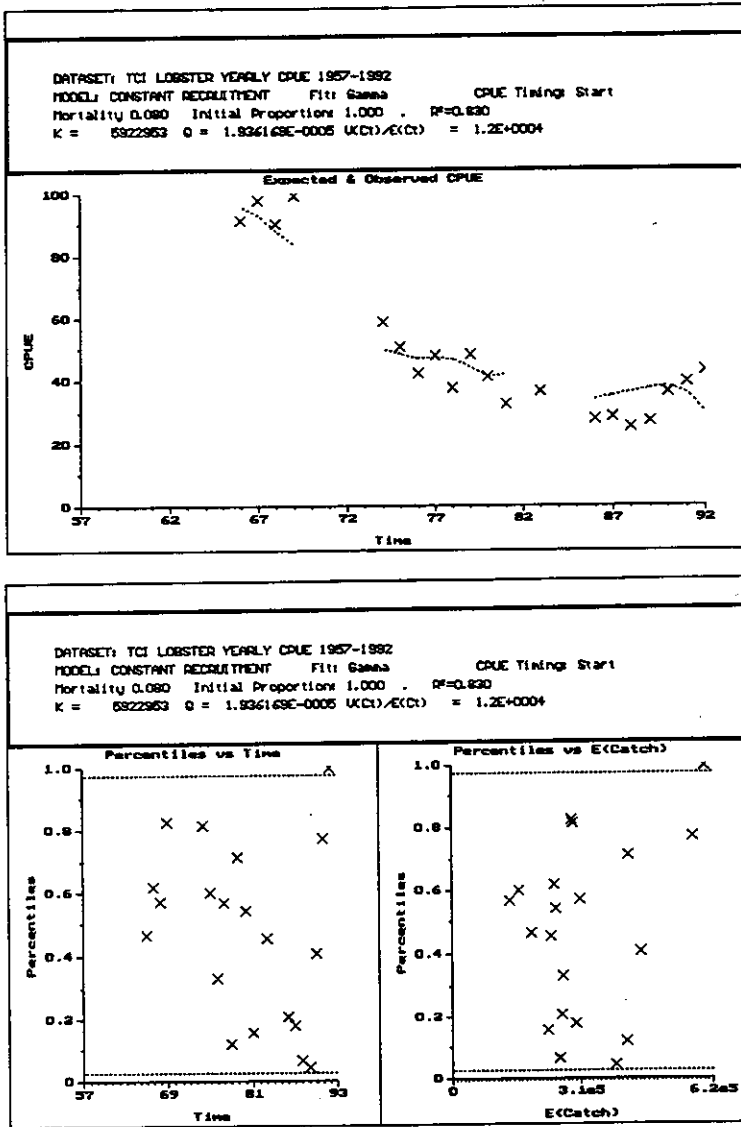 DATASET: TCI LOBSTER YEARLY CPUE 1957-1992
MODEL: CONSTANT RECRUITMENT Fit: Gamma CPUE Timing: Start
Mortality 0.080 Initial Proportion: 1.000 . R²=0.830
K = 5922953 Q = 1.936169E-0005 V(Ct)/E(Ct) = 1.2E+0004
Expected & Observed CPUE
100
80
60
40
20
0
CPUE
57 62 67 72 77 82 87 92
Time
DATASET: TCI LOBSTER YEARLY CPUE 1957-1992
MODEL: CONSTANT RECRUITMENT Fit: Gamma CPUE Timing: Start
Mortality 0.080 Initial Proportion: 1.000 . R²=0.830
K = 5922953 Q = 1.936169E-0005 V(Ct)/E(Ct) = 1.2E+0004
Percentiles vs Time
1.0
0.8
0.6
0.4
0.2
0
Percentiles
57 69 81 93
Time
Percentiles vs E(Catch)
1.0
0.8
0.6
0.4
0.2
0
Percentiles
0 3.1e5 6.2e5
E(Catch)